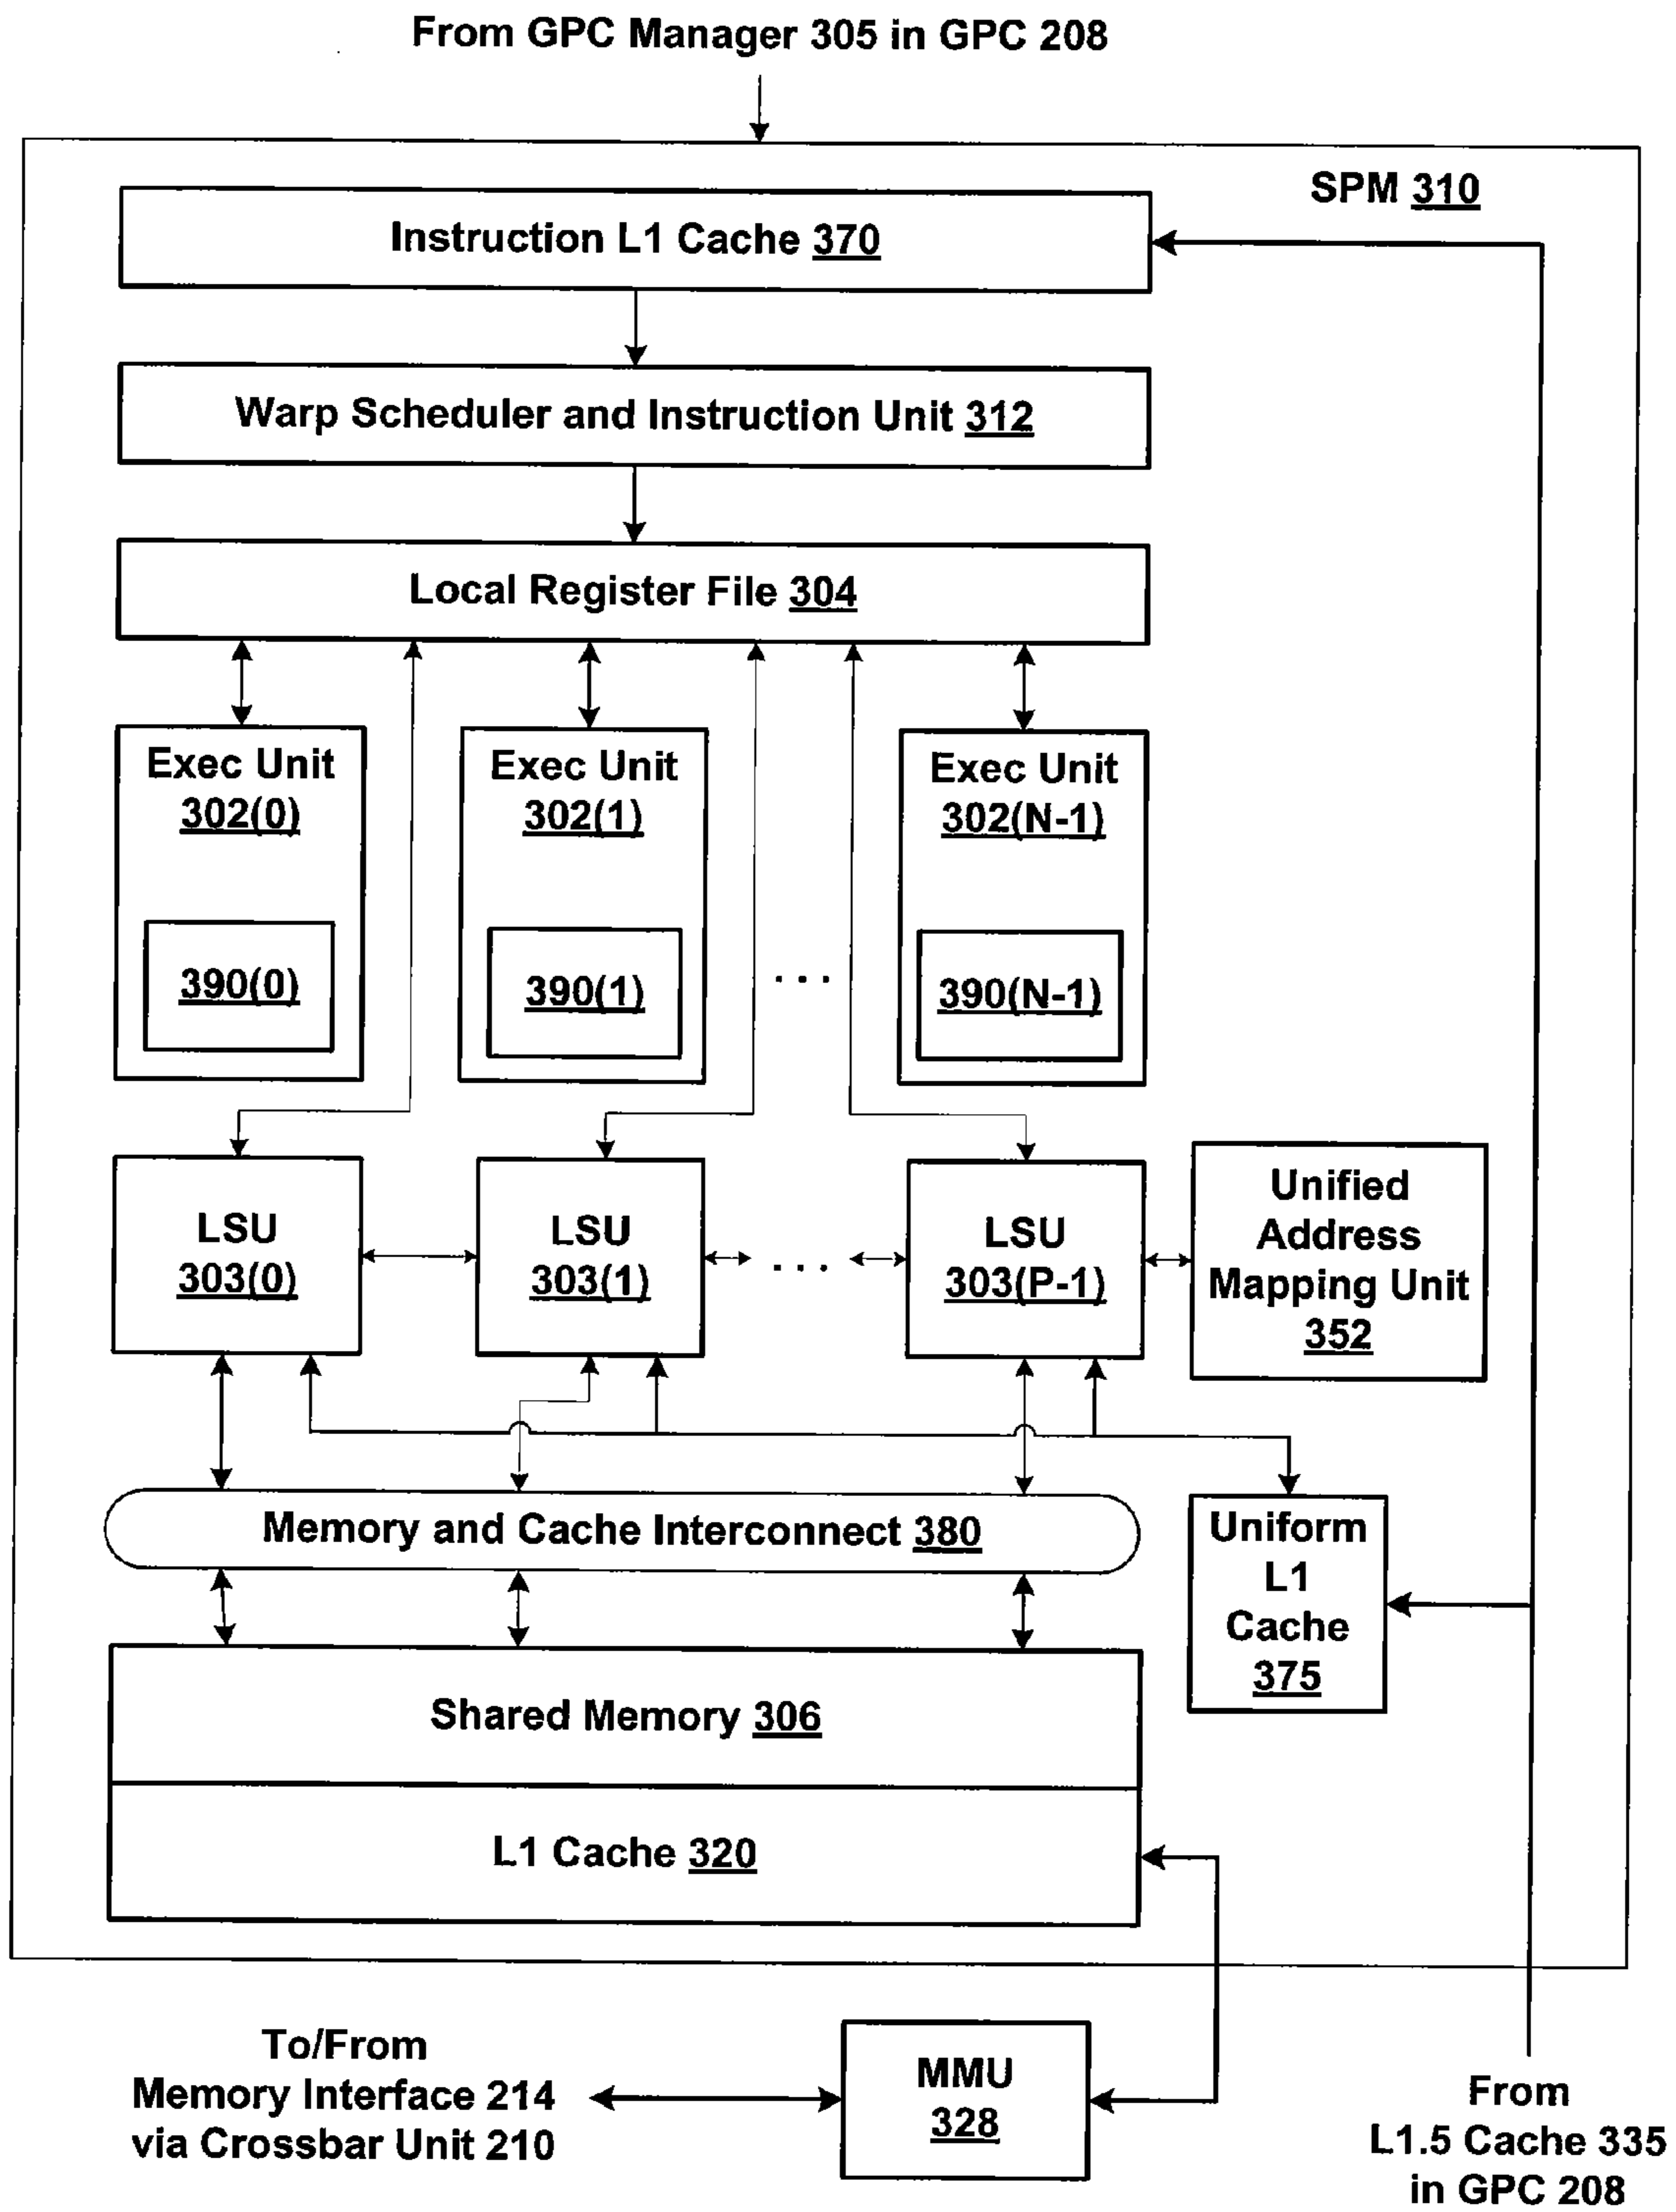 From GPC Manager 305 in GPC 208
SPM 310
Instruction L1 Cache 370
Warp Scheduler and Instruction Unit 312
Local Register File 304
Exec Unit
302(0)
Exec Unit
302(1)
Exec Unit
302(N-1)
390(0)
390(1)
...
390(N-1)
LSU
303(0)
LSU
303(1)
...
LSU
303(P-1)
Unified
Address
Mapping Unit
352
Memory and Cache Interconnect 380
Uniform
L1
Cache
375
Shared Memory 306
L1 Cache 320
To/From
Memory Interface 214
via Crossbar Unit 210
MMU
328
From
L1.5 Cache 335
in GPC 208